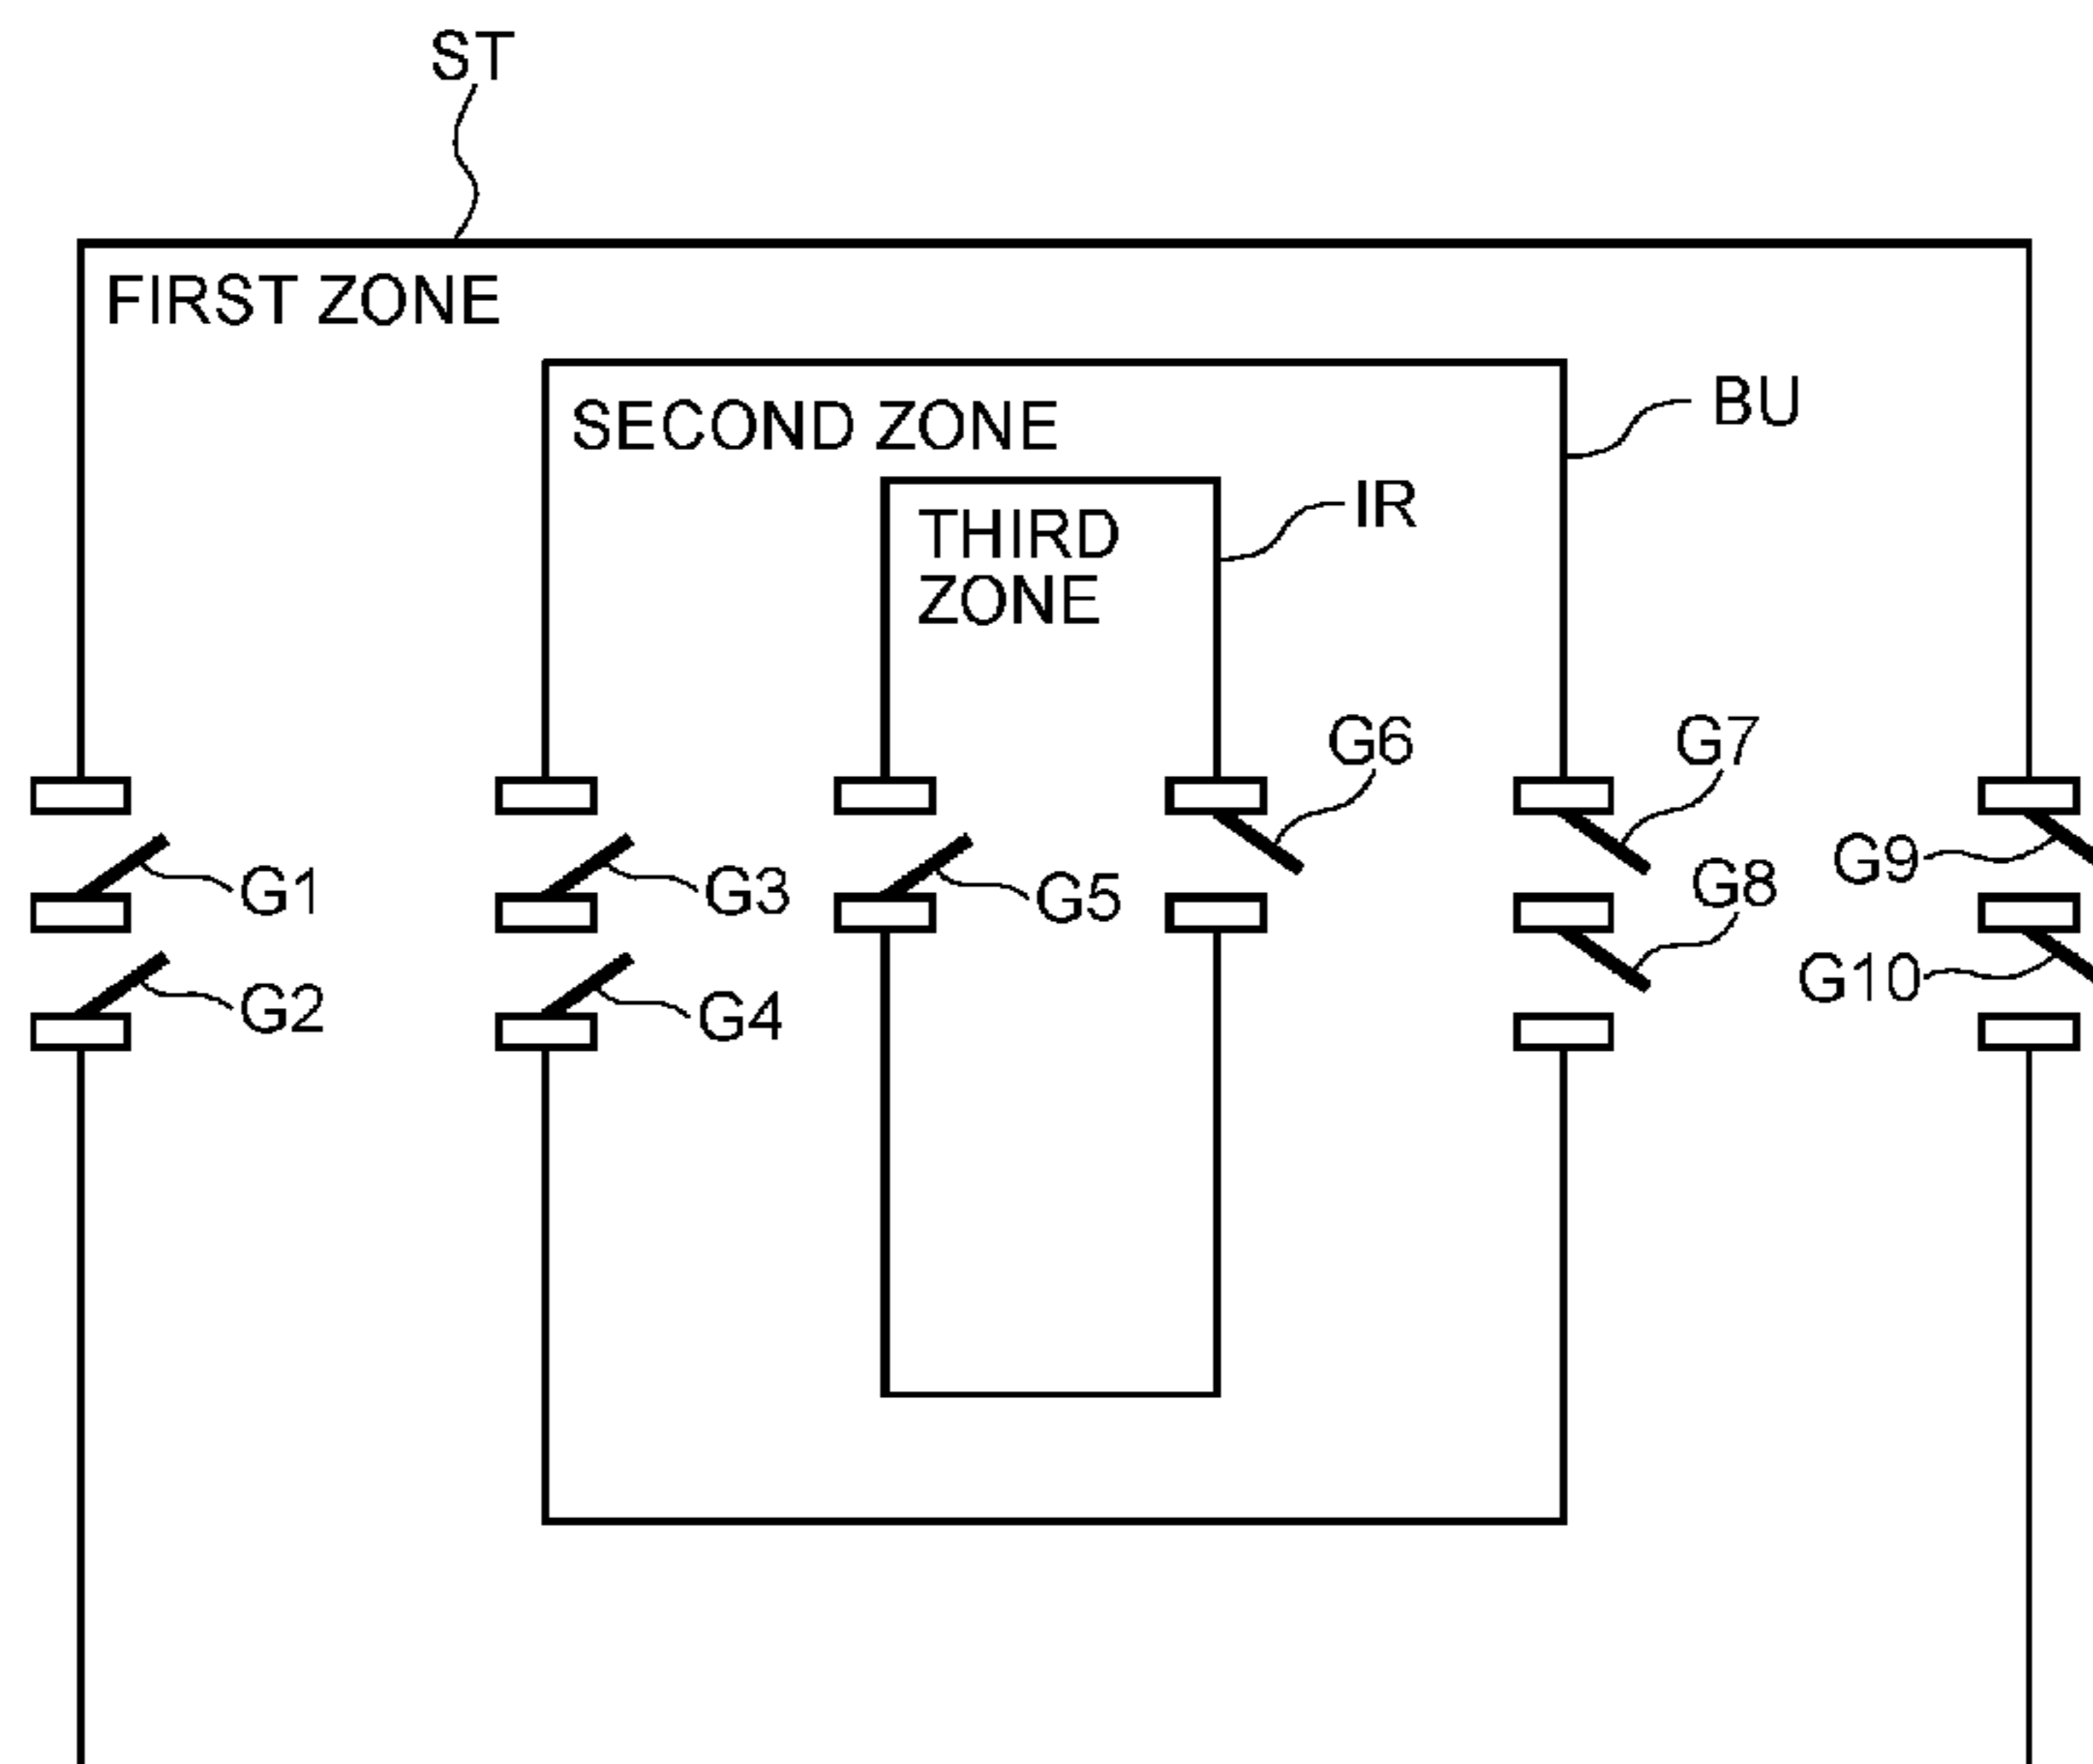 ST
FIRST ZONE
BU
SECOND ZONE
IR
THIRD
ZONE
G6
G7
G9
G8
G1
G3
G5
G10
G2
G4